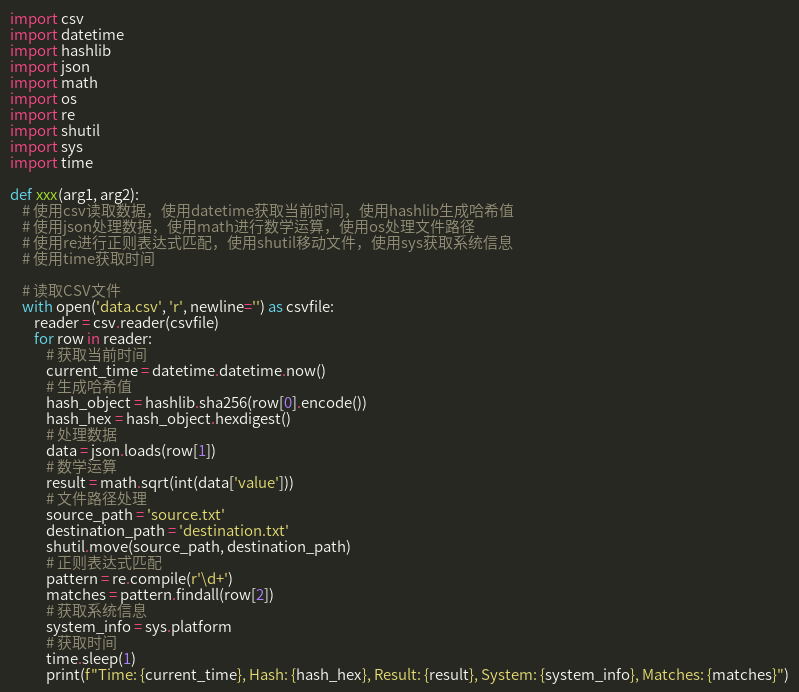 import csv
import datetime
import hashlib
import json
import math
import os
import re
import shutil
import sys
import time
def xxx(arg1, arg2):
# 使用csv读取数据，使用datetime获取当前时间，使用hashlib生成哈希值
# 使用json处理数据，使用math进行数学运算，使用os处理文件路径
# 使用re进行正则表达式匹配，使用shutil移动文件，使用sys获取系统信息
# 使用time获取时间
# 读取CSV文件
with open('data.csv', 'r', newline='') as csvfile:
reader = csv.reader(csvfile)
for row in reader:
# 获取当前时间
current_time = datetime.datetime.now()
# 生成哈希值
hash_object = hashlib.sha256(row[0].encode())
hash_hex = hash_object.hexdigest()
# 处理数据
data = json.loads(row[1])
# 数学运算
result = math.sqrt(int(data['value']))
# 文件路径处理
source_path = 'source.txt'
destination_path = 'destination.txt'
shutil.move(source_path, destination_path)
# 正则表达式匹配
pattern = re.compile(r'\d+')
matches = pattern.findall(row[2])
# 获取系统信息
system_info = sys.platform
# 获取时间
time.sleep(1)
print(f"Time: {current_time}, Hash: {hash_hex}, Result: {result}, System: {system_info}, Matches: {matches}")